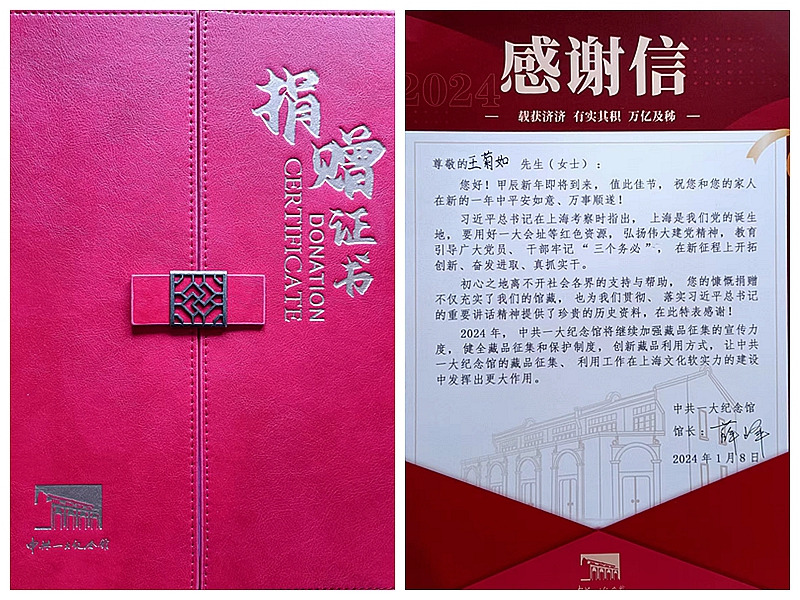 捐赠证书
DONATION
CERTIFICATE
中共一大纪念馆
2024
感谢信
载获济济 有实其积 万亿及秭
尊敬的王菊如 先生（女士）：
您好！甲辰新年即将到来，值此佳节，祝您和您的家人
在新的一年中平安如意、万事顺遂！
习近平总书记在上海考察时指出，上海是我们党的诞生
地，要用好一大会址等红色资源，弘扬伟大建党精神，教育
引导广大党员、干部牢记“三个务必”，在新征程上开拓
创新、奋发进取、真抓实干。
初心之地离不开社会各界的支持与帮助，您的慷慨捐赠
不仅充实了我们的馆藏，也为我们贯彻、落实习近平总书记
的重要讲话精神提供了珍贵的历史资料，在此特表感谢！
2024年，中共一大纪念馆将继续加强藏品征集的宣传力
度，健全藏品征集和保护制度，创新藏品利用方式，让中共
一大纪念馆的藏品征集、利用工作在上海文化软实力的建设
中发挥出更大作用。
中共一大纪念馆
馆长：薛峰
2024年1月8日